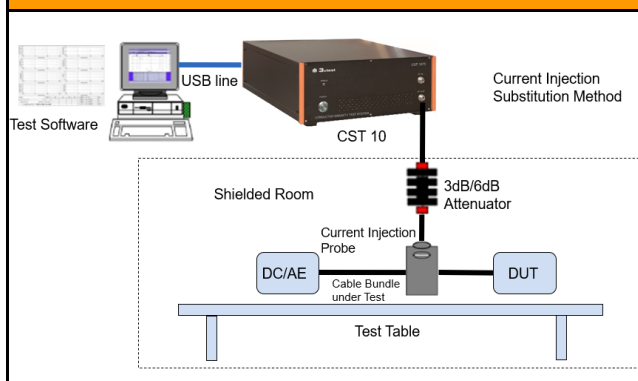 USB line
Test Software
3ctest
CST 10
Current Injection
Substitution Method
Shielded Room
3dB/6dB
Attenuator
Current Injection
Probe
DC/AE
Cable Bundle
under Test
DUT
Test Table